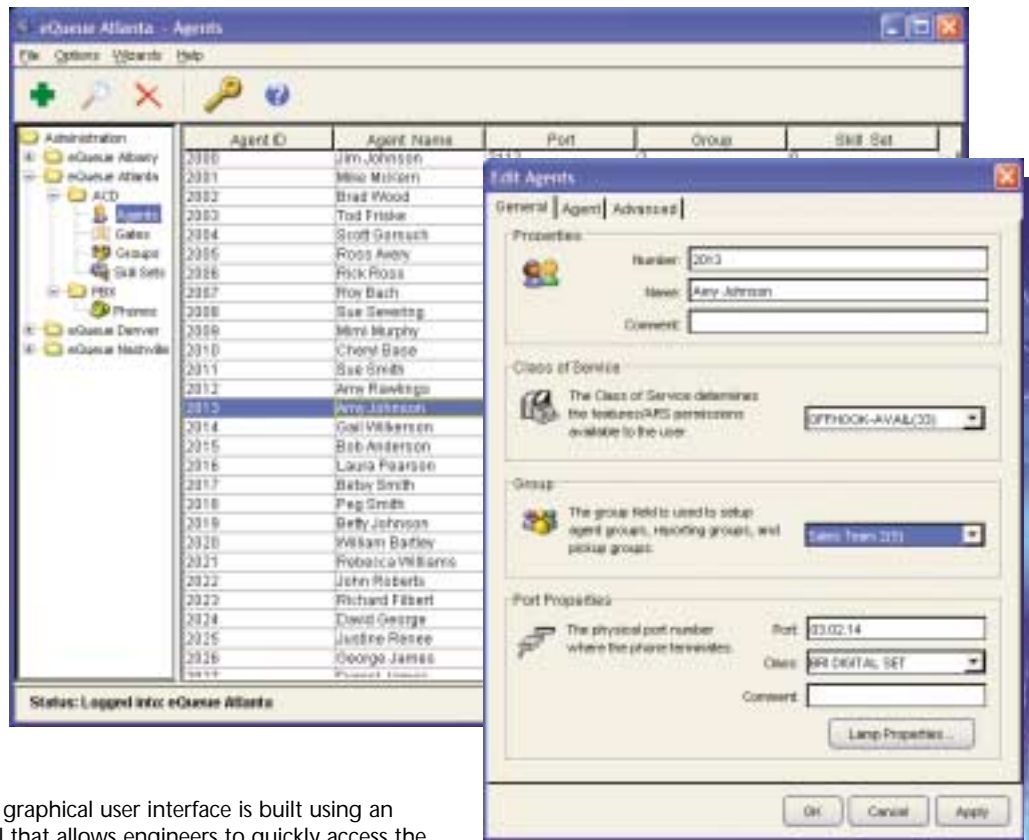 eQueue Atlanta - Agents
File Options Wizards Help
Administration
eQueue Albany
eQueue Atlanta
ACD
Agents
Gates
Groups
Skill Sets
PBX
Phones
eQueue Denver
eQueue Nashville
Agent ID Agent Name Port Group Skill Set
2000 Jim Johnson
2001 Mike McKern
2002 Brad Wood
2003 Tod Friske
2004 Scott Gorsuch
2005 Ross Avery
2006 Rick Ross
2007 Roy Bach
2008 Sue Severing
2009 Mimi Murphy
2010 Cheryl Base
2011 Sue Smith
2012 Amy Rawkings
2013 Amy Johnson
2014 Gail Wilkerson
2015 Bob Anderson
2016 Laura Pearson
2017 Betsy Smith
2018 Peg Smith
2019 Betty Johnson
2020 William Bartley
2021 Rebecca Williams
2022 John Roberts
2023 Richard Filbert
2024 David George
2025 Justine Renee
2026 George James
Status: Logged into: eQueue Atlanta
Edit Agents
General Agent Advanced
Properties
Number: 2013
Name: Amy Johnson
Comment:
Class of Service
The Class of Service determines
the features/ARS permissions
available to the user.
OFFHOOK-AVAIL(33)
Group
The group field is used to setup
agent groups, reporting groups, and
pickup groups.
Sales Team 2(5)
Port Properties
The physical port number
where the phone terminates.
Port: 03.02.14
Class: BRI DIGITAL SET
Comment:
Lamp Properties...
OK Cancel Apply
graphical user interface is built using an
that allows engineers to quickly access the